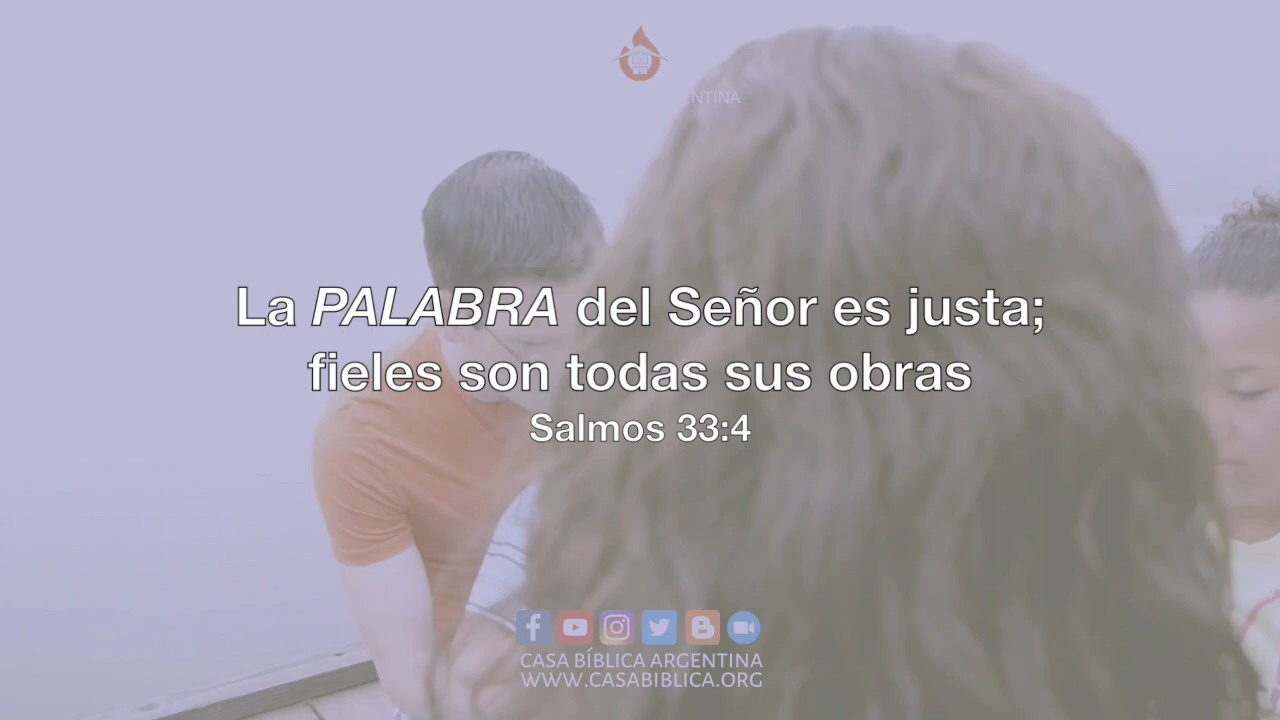 ENTINA
La PALABRA del Señor es justa;
fieles son todas sus obras
Salmos 33:4
CASA BÍBLICA ARGENTINA
WWW.CASABIBLICA.ORG